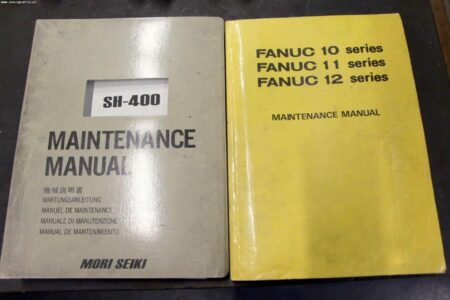 SH-400
MAINTENANCE
MANUAL
機械説明書
WARTUNGSANLEITUNG
MANUEL DE MAINTENANCE
MANUALE DI MANUTENZIONE
MANUAL DE MANTENIMIENTO
MORI SEIKI
FANUC 10 series
FANUC 11 series
FANUC 12 series
MAINTENANCE MANUAL